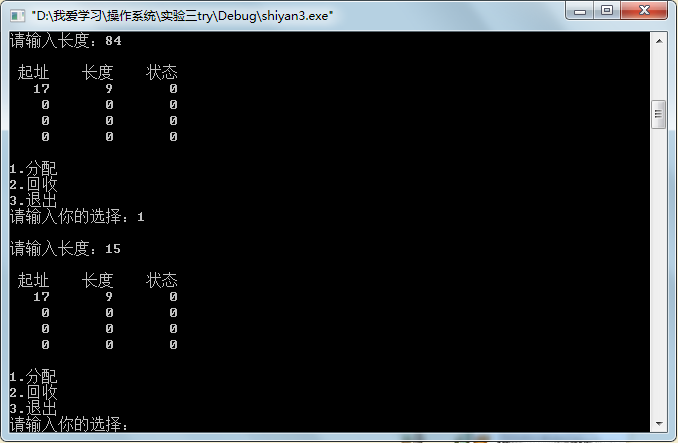 "D:\我爱学习\操作系统\实验三try\Debug\shiyan3.exe"
请输入长度：84
起址 长度 状态
17 9 0
0 0 0
0 0 0
0 0 0
1.分配
2.回收
3.退出
请输入你的选择：1
请输入长度：15
起址 长度 状态
17 9 0
0 0 0
0 0 0
0 0 0
1.分配
2.回收
3.退出
请输入你的选择：